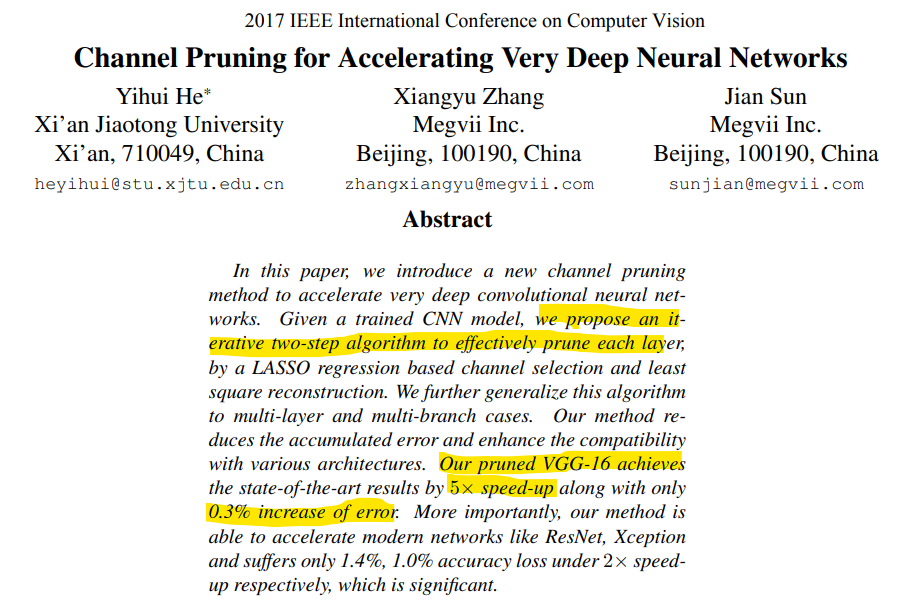 2017 IEEE International Conference on Computer Vision
Channel Pruning for Accelerating Very Deep Neural Networks
Yihui He* Xiangyu Zhang Jian Sun
Xi'an Jiaotong University Megvii Inc. Megvii Inc.
Xi'an, 710049, China Beijing, 100190, China Beijing, 100190, China
heyihui@stu.xjtu.edu.cn zhangxiangyu@megvii.com sunjian@megvii.com
Abstract
In this paper, we introduce a new channel pruning
method to accelerate very deep convolutional neural net-
works. Given a trained CNN model, we propose an it-
erative two-step algorithm to effectively prune each layer,
by a LASSO regression based channel selection and least
square reconstruction. We further generalize this algorithm
to multi-layer and multi-branch cases. Our method re-
duces the accumulated error and enhance the compatibility
with various architectures. Our pruned VGG-16 achieves
the state-of-the-art results by 5× speed-up along with only
0.3% increase of error. More importantly, our method is
able to accelerate modern networks like ResNet, Xception
and suffers only 1.4%, 1.0% accuracy loss under 2× speed-
up respectively, which is significant.